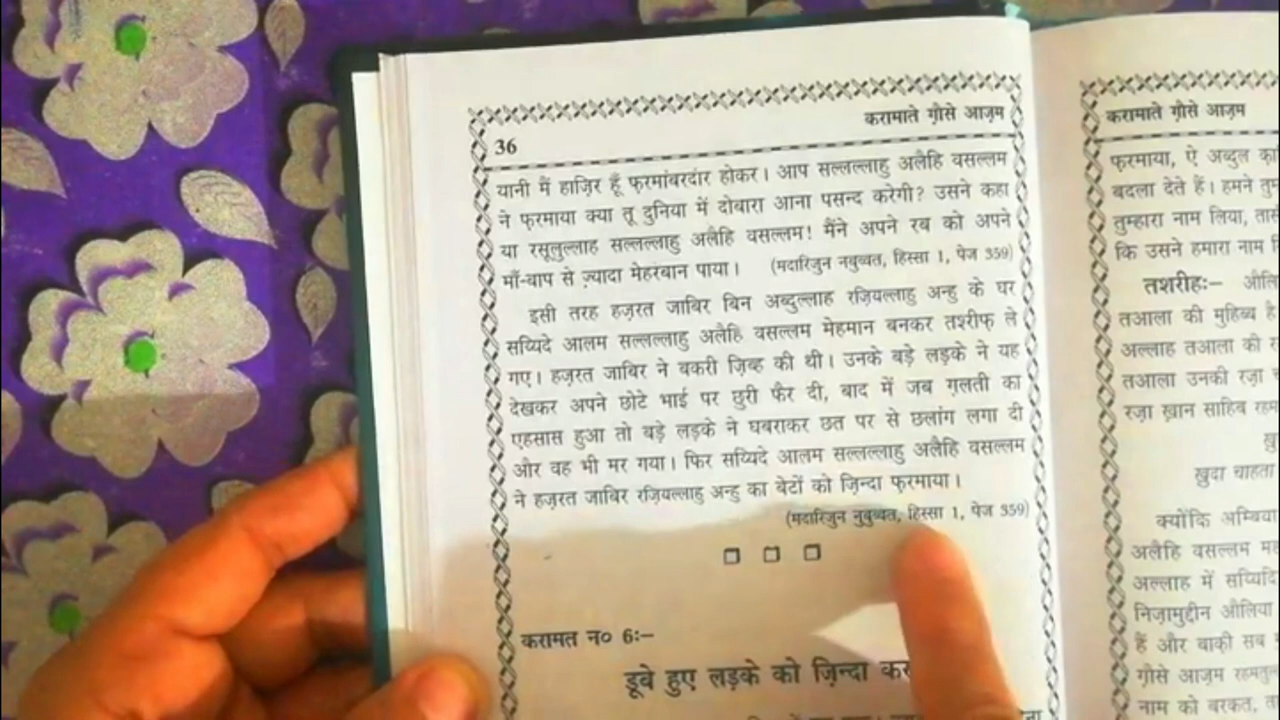 करामाते ग़ौसे आज़म
36
यानी मैं हाज़िर हूँ फ़रमांबरदार होकर। आप सल्लल्लाहु अलैहि वसल्लम
ने फ़रमाया क्या तू दुनिया में दोबारा आना पसन्द करेगी? उसने कहा
या रसूलुल्लाह सल्लल्लाहु अलैहि वसल्लम! मैंने अपने रब को अपने
माँ-बाप से ज़्यादा मेहरबान पाया। (मदारिजुन नबुव्वत, हिस्सा 1, पेज 359)
इसी तरह हज़रत जाबिर बिन अब्दुल्लाह रज़ियल्लाहु अन्हु के घर
सय्यिदे आलम सल्लल्लाहु अलैहि वसल्लम मेहमान बनकर तश्रीफ़ ले
गए। हज़रत जाबिर ने बकरी ज़िब्ह की थी। उनके बड़े लड़के ने यह
देखकर अपने छोटे भाई पर छुरी फैर दी, बाद में जब ग़लती का
एहसास हुआ तो बड़े लड़के ने घबराकर छत पर से छलांग लगा दी
और वह भी मर गया। फिर सय्यिदे आलम सल्लल्लाहु अलैहि वसल्लम
ने हज़रत जाबिर रज़ियल्लाहु अन्हु का बेटों को ज़िन्दा फ़रमाया।
(मदारिजुन नुबुव्वत, हिस्सा 1, पेज 359)
करामत न० 6:–
डूबे हुए लड़के को ज़िन्दा
करामाते ग़ौसे आज़म
फ़रमाया, ऐ अब्दुल
बदला देते हैं। हमने
तुम्हारा नाम लिया,
कि उसने हमारा नाम
तशरीह:–
तआला की मुहिब्ब
अल्लाह तआला की
तआला उनकी रज़ा
रज़ा ख़ान साहिब
ख़ुदा चाहता
क्योंकि
अलैहि वसल्लम
अल्लाह में
निज़ामुद्दीन औलिया
हैं और बाक़ी सब
ग़ौसे आज़म
नाम को बरकत,